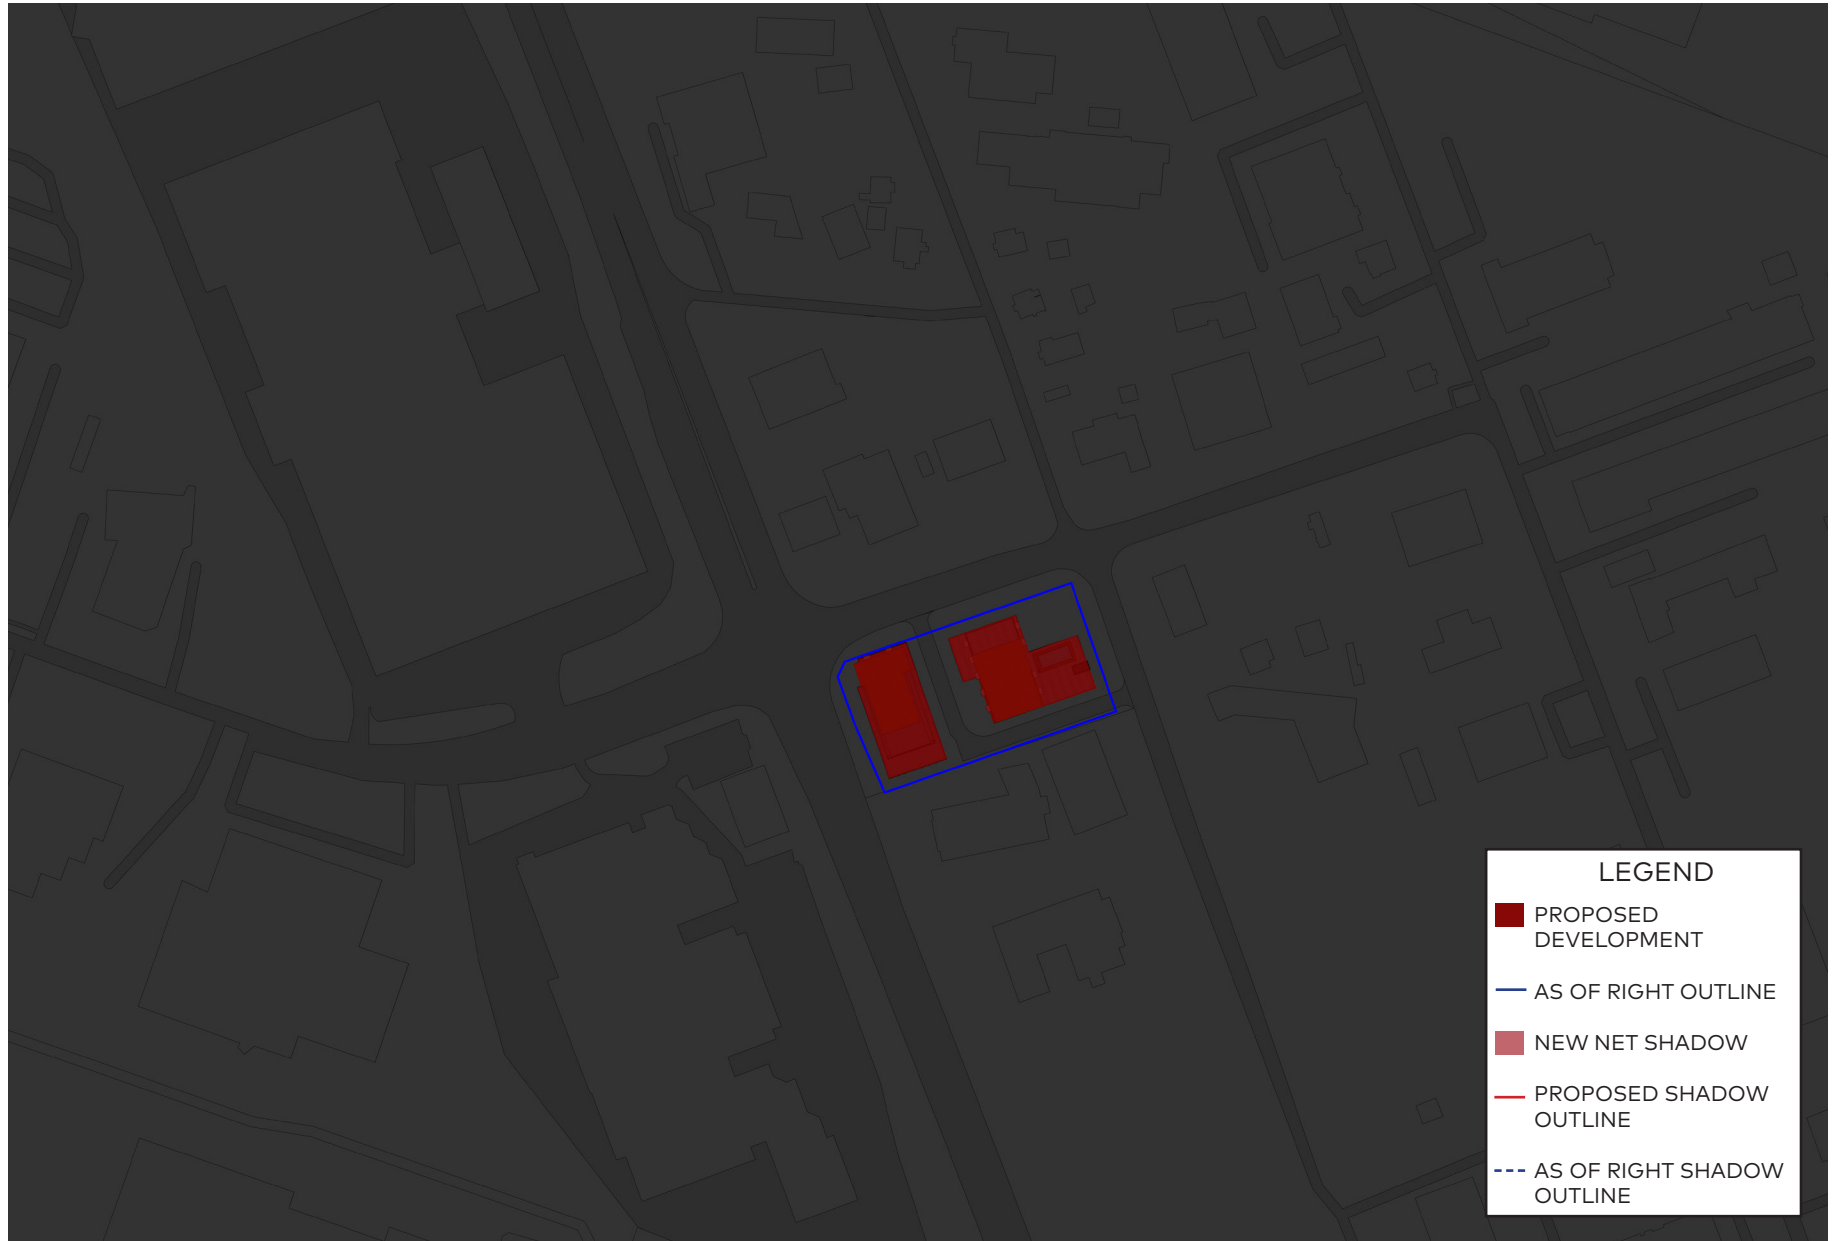 LEGEND
PROPOSED
DEVELOPMENT
AS OF RIGHT OUTLINE
NEW NET SHADOW
PROPOSED SHADOW
OUTLINE
AS OF RIGHT SHADOW
OUTLINE